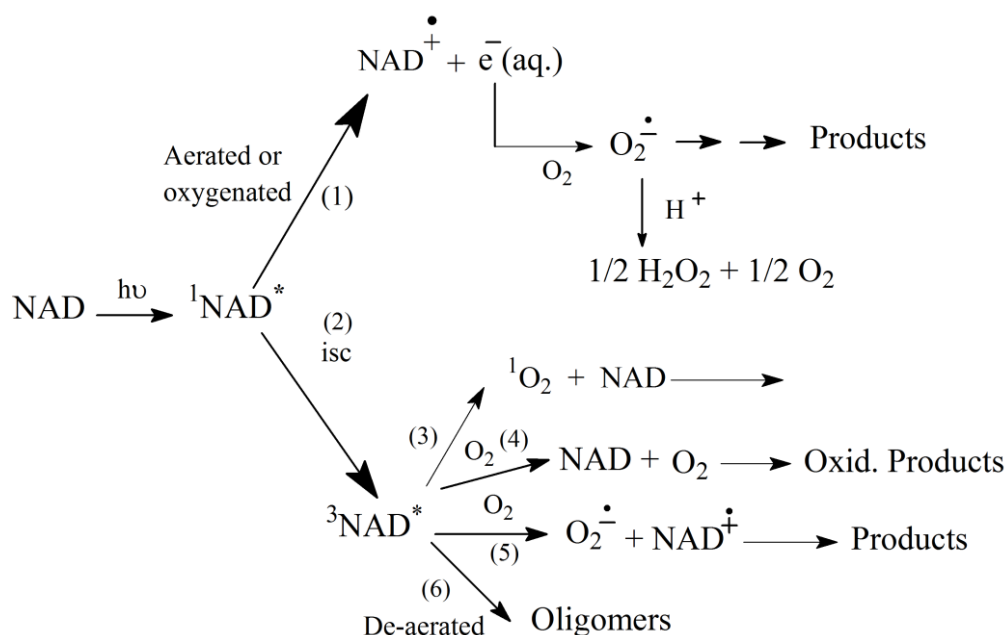 NAD•+ + e−(aq.)
Aerated or
oxygenated
(1)
O2
O2•−
Products
H +
1/2 H2O2 + 1/2 O2
NAD
hυ
1NAD*
(2)
isc
(3)
1O2 + NAD
O2 (4)
NAD + O2
Oxid. Products
3NAD*
O2
(5)
O2•− + NAD•+
Products
(6)
De-aerated
Oligomers